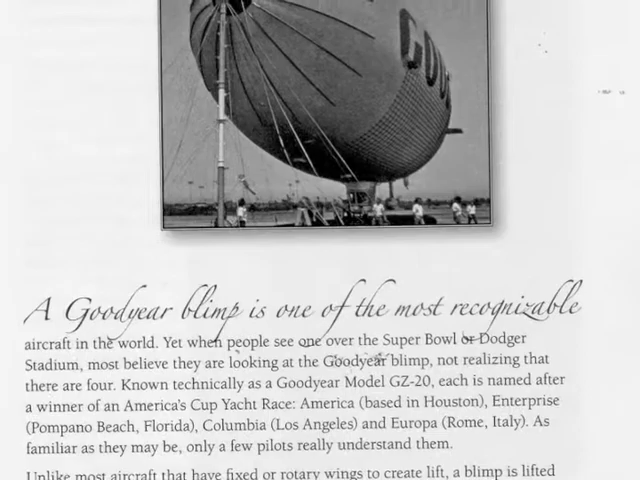 GOOD
A Goodyear blimp is one of the most recognizable
aircraft in the world. Yet when people see one over the Super Bowl or Dodger
Stadium, most believe they are looking at the Goodyear blimp, not realizing that
there are four. Known technically as a Goodyear Model GZ-20, each is named after
a winner of an America's Cup Yacht Race: America (based in Houston), Enterprise
(Pompano Beach, Florida), Columbia (Los Angeles) and Europa (Rome, Italy). As
familiar as they may be, only a few pilots really understand them.
Unlike most aircraft that have fixed or rotary wings to create lift, a blimp is lifted